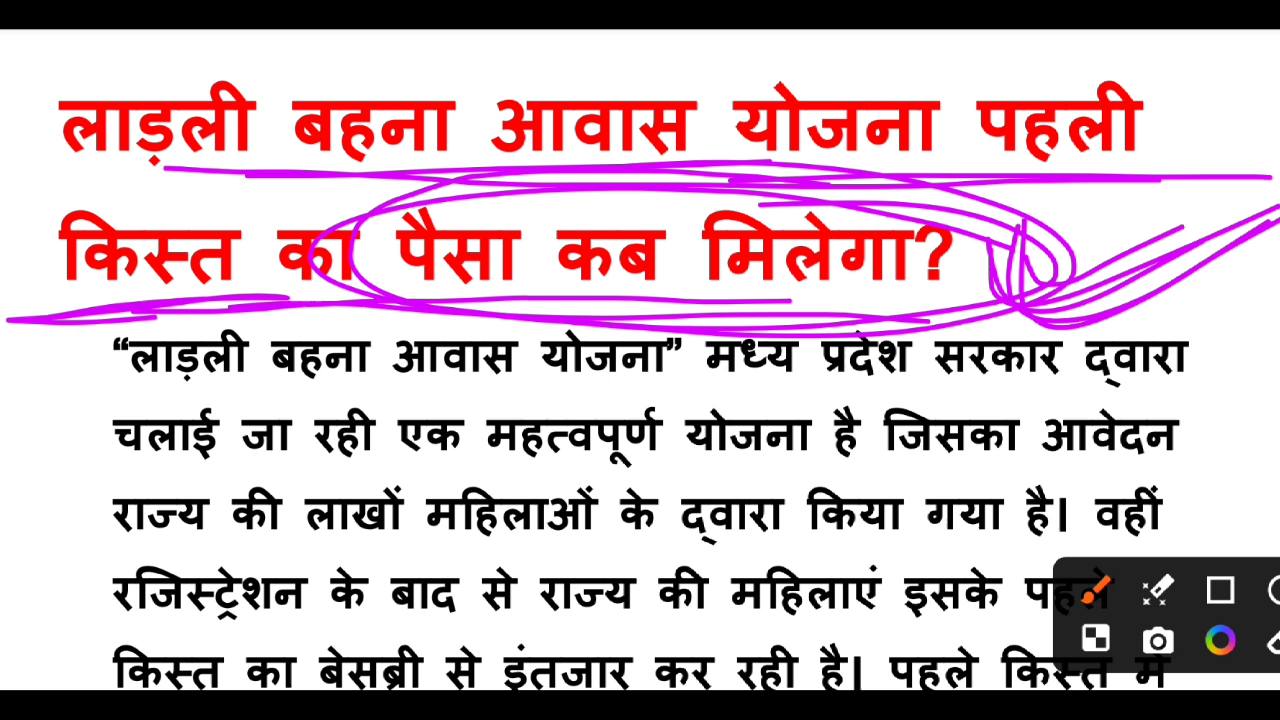 लाड़ली बहना आवास योजना पहली
किस्त का पैसा कब मिलेगा?
“लाड़ली बहना आवास योजना” मध्य प्रदेश सरकार द्वारा
चलाई जा रही एक महत्वपूर्ण योजना है जिसका आवेदन
राज्य की लाखों महिलाओं के द्वारा किया गया है। वहीं
रजिस्ट्रेशन के बाद से राज्य की महिलाएं इसके पहले
किस्त का बेसब्री से इंतजार कर रही है। पहले किस्त में